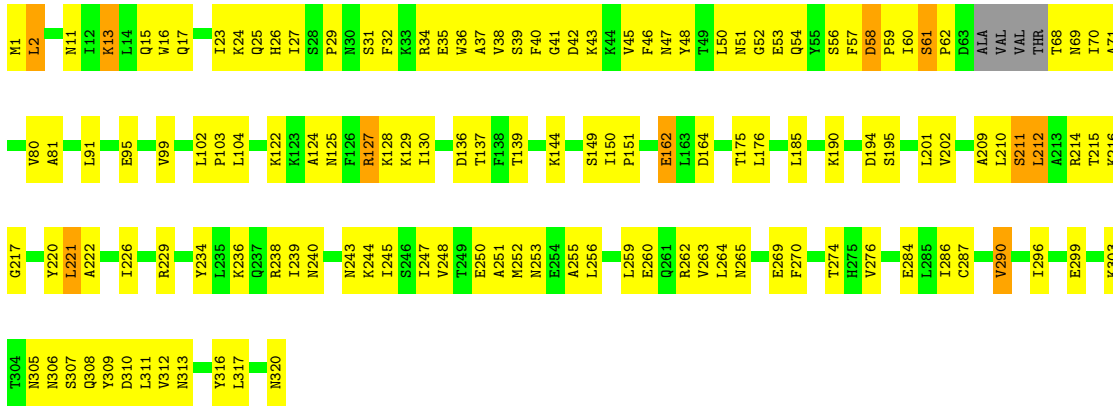 M1 L2 N11 I12 K13 L14 Q15 W16 Q17 I23 K24 Q25 H26 I27 S28 P29 N30 S31 F32 K33 R34 E35 W36 A37 V38 S39 F40 G41 D42 K43 K44 V45 F46 N47 Y48 T49 L50 N51 G52 E53 Q54 Y55 S56 F57 D58 P59 I60 S61 P62 D63 ALA VAL VAL THR T68 N69 I70 A71
V80 A81 L91 E95 V99 L102 P103 L104 K122 K123 A124 N125 F126 R127 K128 K129 I130 D136 T137 F138 T139 K144 S149 I150 P151 E162 L163 D164 T175 L176 L185 K190 D194 S195 L201 V202 A209 L210 S211 L212 A213 R214 T215 K216
G217 Y220 L221 A222 I226 R229 Y234 L235 K236 Q237 R238 I239 N240 N243 K244 I245 S246 I247 V248 T249 E250 A251 M252 N253 E254 A255 L256 L259 E260 Q261 R262 V263 L264 N265 E269 F270 T274 H275 V276 E284 L285 I286 C287 V290 I296 E299 K303
T304 N305 N306 S307 Q308 Y309 D310 L311 V312 N313 Y316 L317 N320